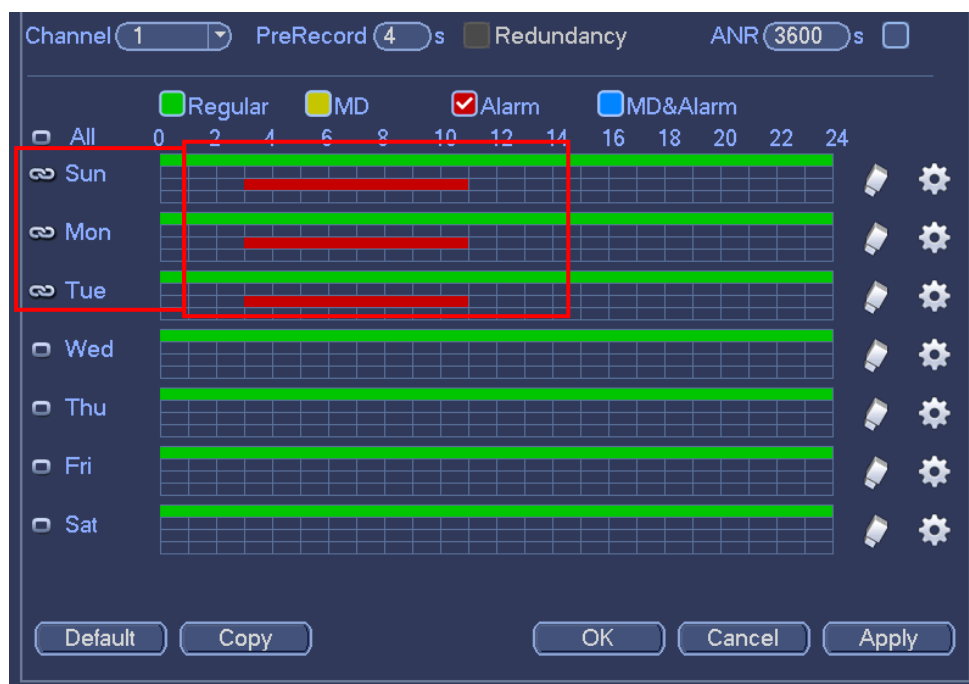 Channel 1 PreRecord 4 s Redundancy ANR 3600 s
Regular MD Alarm MD&Alarm
All 0 2 4 6 8 10 12 14 16 18 20 22 24
Sun
Mon
Tue
Wed
Thu
Fri
Sat
Default Copy OK Cancel Apply